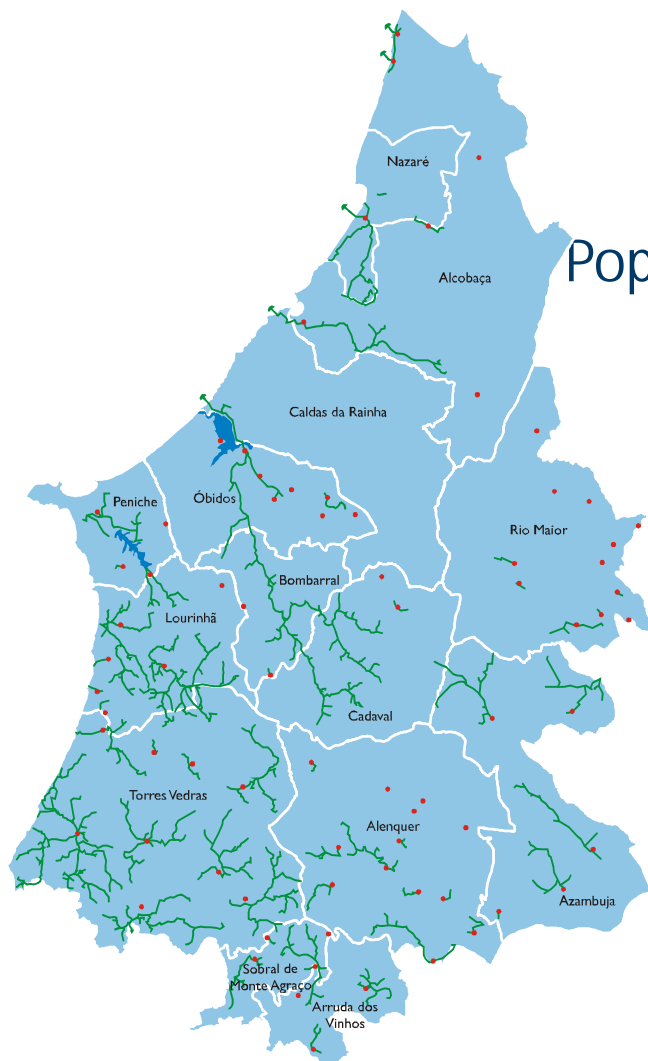 Nazaré
Pop
Alcobaça
Caldas da Rainha
Peniche
Óbidos
Rio Maior
Bombarral
Lourinhã
Cadaval
Torres Vedras
Alenquer
Azambuja
Sobral de
Monte Agraço
Arruda dos
Vinhos